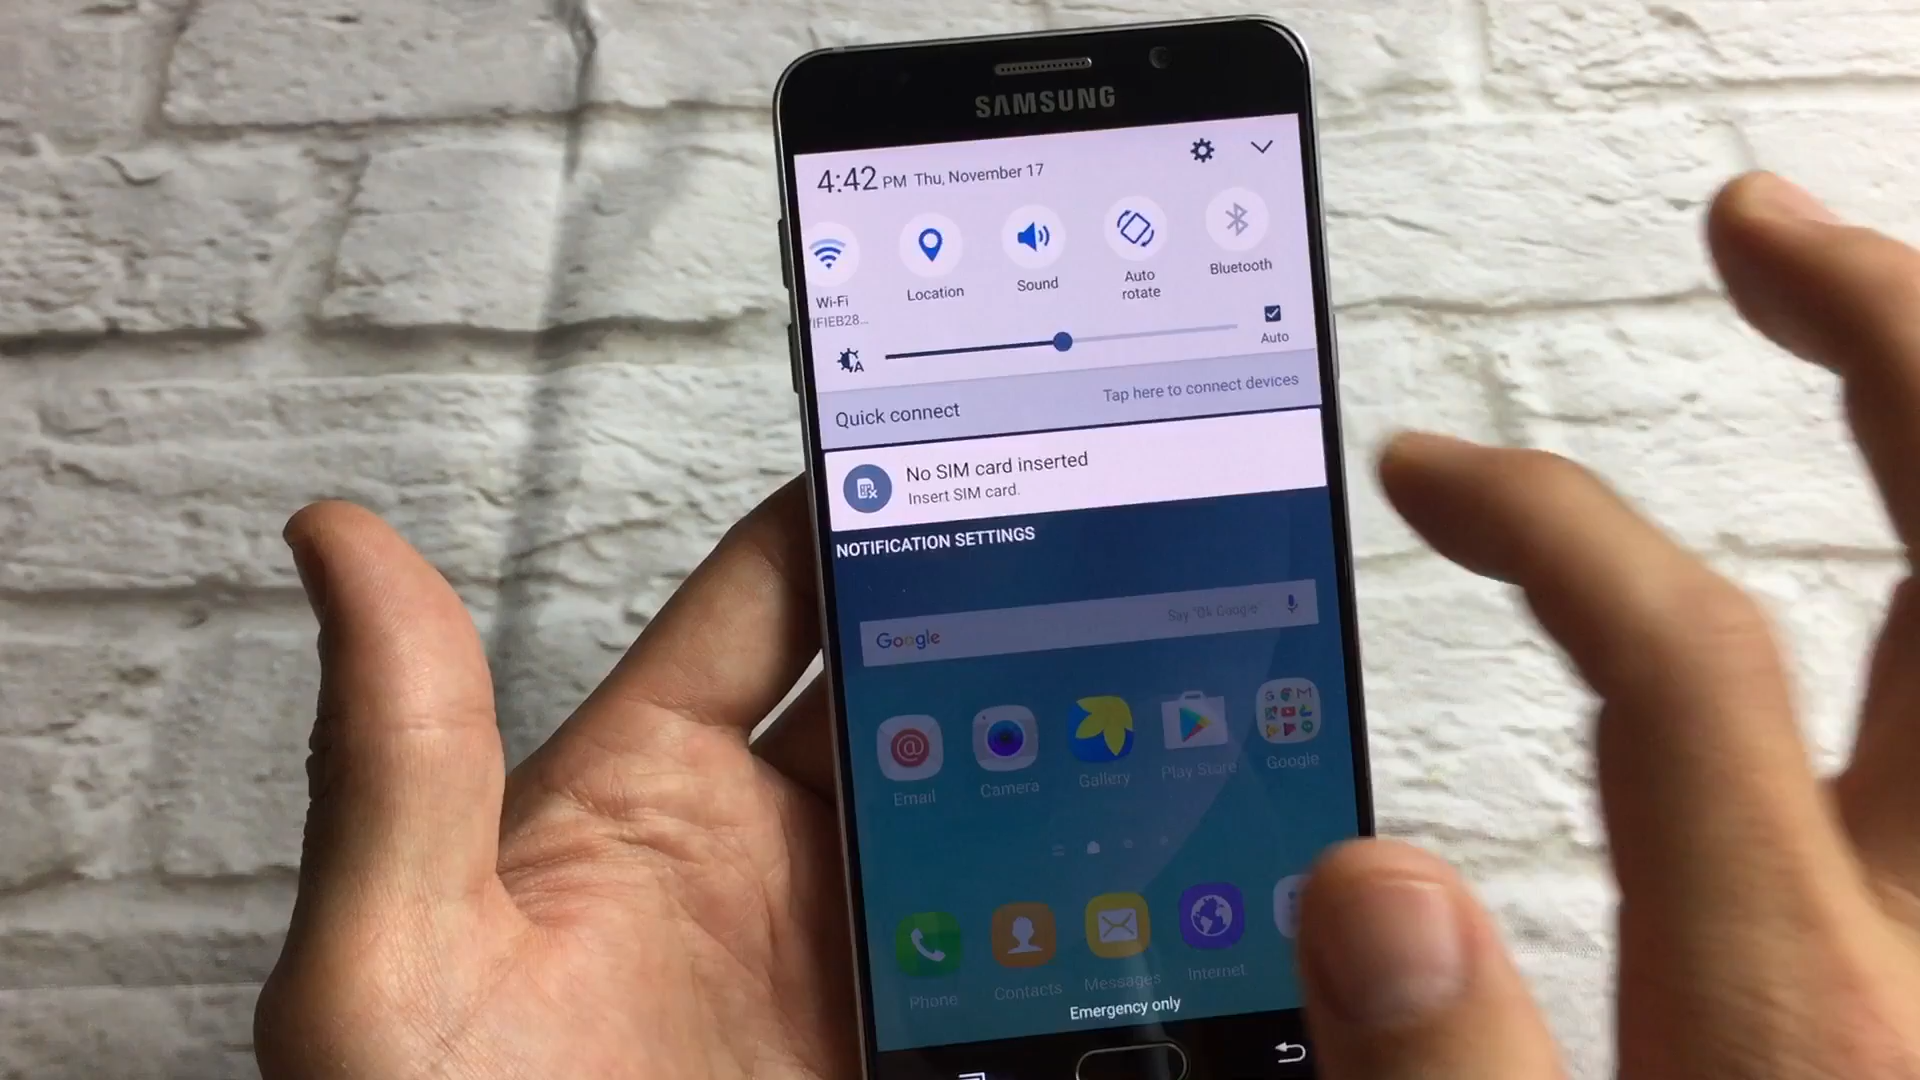 SAMSUNG
4:42 PM Thu, November 17
Wi-Fi
IFIEB28...
Location
Sound
Auto
rotate
Bluetooth
A
Auto
Quick connect
Tap here to connect devices
No SIM card inserted
Insert SIM card.
NOTIFICATION SETTINGS
Google
Say "Ok Google"
Email
Camera
Gallery
Play Store
Google
Phone
Contacts
Messages
Internet
Emergency only